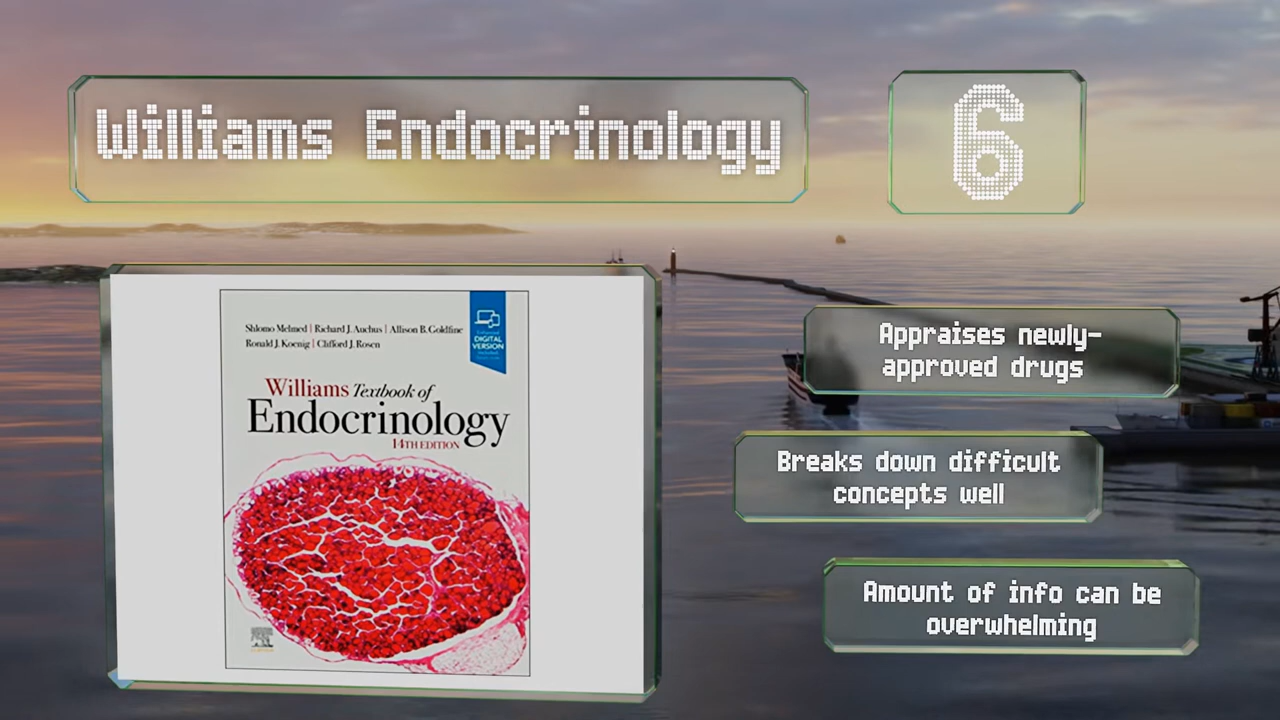 Williams Endocrinology
6
Shlomo Melmed | Richard J. Auchus | Allison B. Goldfine
Ronald J. Koenig | Clifford J. Rosen
DIGITAL
VERSION
Williams Textbook of
Endocrinology
14TH EDITION
Appraises newly-
approved drugs
Breaks down difficult
concepts well
Amount of info can be
overwhelming